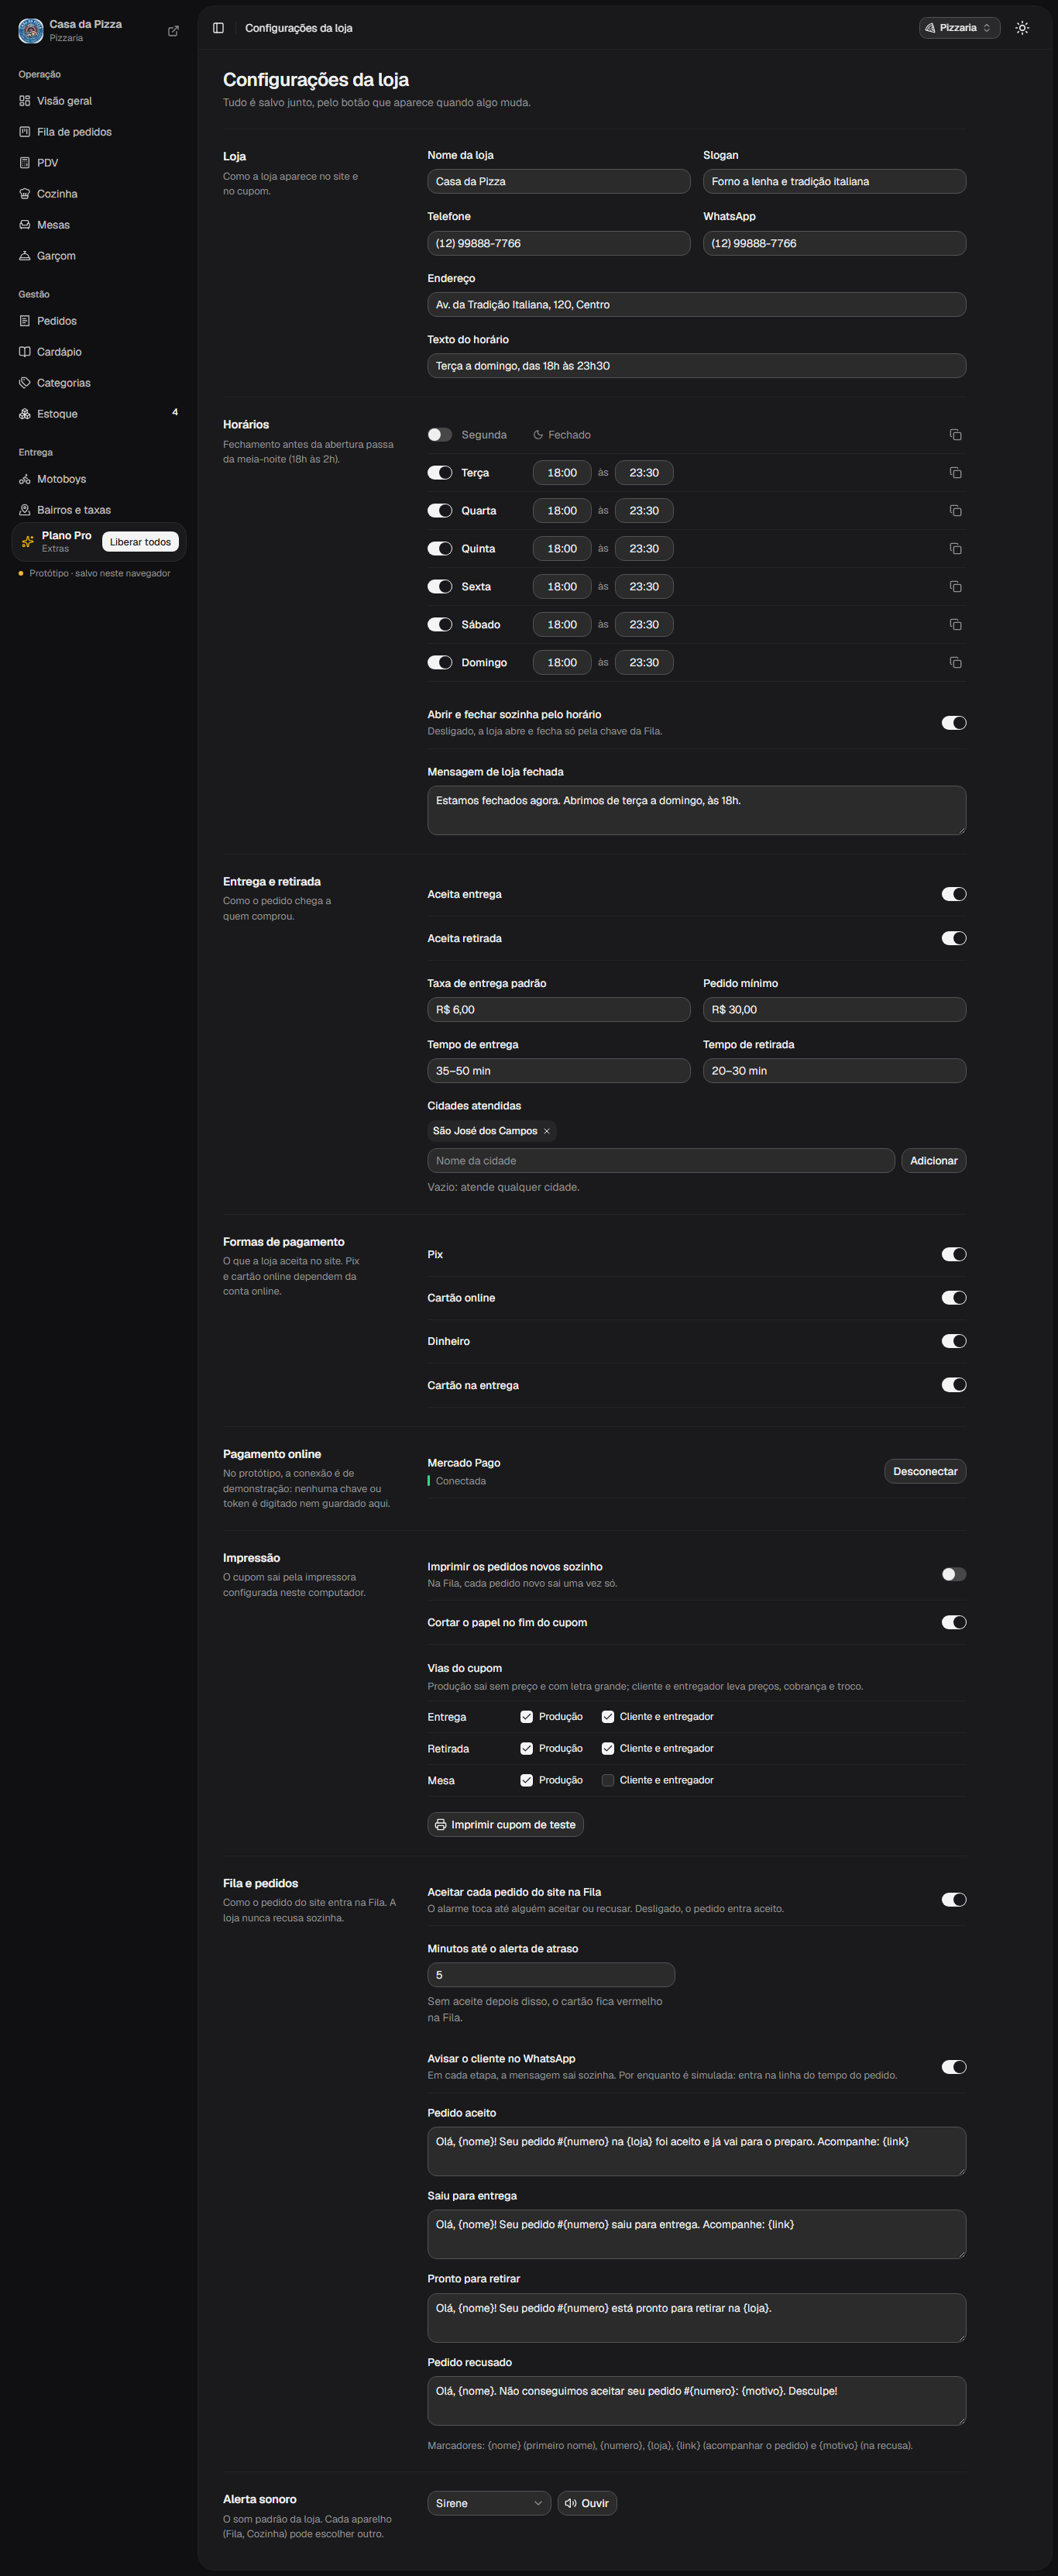 Casa da Pizza
Pizzaria
Operação
Visão geral
Fila de pedidos
PDV
Cozinha
Mesas
Garçom
Gestão
Pedidos
Cardápio
Categorias
Estoque 4
Entrega
Motoboys
Bairros e taxas
Plano Pro
Extras
Liberar todos
Protótipo · salvo neste navegador
Configurações da loja
Pizzaria
Configurações da loja
Tudo é salvo junto, pelo botão que aparece quando algo muda.
Loja
Como a loja aparece no site e
no cupom.
Nome da loja
Casa da Pizza
Slogan
Forno a lenha e tradição italiana
Telefone
(12) 99888-7766
WhatsApp
(12) 99888-7766
Endereço
Av. da Tradição Italiana, 120, Centro
Texto do horário
Terça a domingo, das 18h às 23h30
Horários
Fechamento antes da abertura passa
da meia-noite (18h às 2h).
Segunda Fechado
Terça 18:00 às 23:30
Quarta 18:00 às 23:30
Quinta 18:00 às 23:30
Sexta 18:00 às 23:30
Sábado 18:00 às 23:30
Domingo 18:00 às 23:30
Abrir e fechar sozinha pelo horário
Desligado, a loja abre e fecha só pela chave da Fila.
Mensagem de loja fechada
Estamos fechados agora. Abrimos de terça a domingo, às 18h.
Entrega e retirada
Como o pedido chega a
quem comprou.
Aceita entrega
Aceita retirada
Taxa de entrega padrão
R$ 6,00
Pedido mínimo
R$ 30,00
Tempo de entrega
35–50 min
Tempo de retirada
20–30 min
Cidades atendidas
São José dos Campos ×
Nome da cidade
Adicionar
Vazio: atende qualquer cidade.
Formas de pagamento
O que a loja aceita no site. Pix
e cartão online dependem da
conta online.
Pix
Cartão online
Dinheiro
Cartão na entrega
Pagamento online
No protótipo, a conexão é de
demonstração: nenhuma chave ou
token é digitado nem guardado aqui.
Mercado Pago
Conectada
Desconectar
Impressão
O cupom sai pela impressora
configurada neste computador.
Imprimir os pedidos novos sozinho
Na Fila, cada pedido novo sai uma vez só.
Cortar o papel no fim do cupom
Vias do cupom
Produção sai sem preço e com letra grande; cliente e entregador leva preços, cobrança e troco.
Entrega Produção Cliente e entregador
Retirada Produção Cliente e entregador
Mesa Produção Cliente e entregador
Imprimir cupom de teste
Fila e pedidos
Como o pedido do site entra na Fila. A
loja nunca recusa sozinha.
Aceitar cada pedido do site na Fila
O alarme toca até alguém aceitar ou recusar. Desligado, o pedido entra aceito.
Minutos até o alerta de atraso
5
Sem aceite depois disso, o cartão fica vermelho
na Fila.
Avisar o cliente no WhatsApp
Em cada etapa, a mensagem sai sozinha. Por enquanto é simulada: entra na linha do tempo do pedido.
Pedido aceito
Olá, {nome}! Seu pedido #{numero} na {loja} foi aceito e já vai para o preparo. Acompanhe: {link}
Saiu para entrega
Olá, {nome}! Seu pedido #{numero} saiu para entrega. Acompanhe: {link}
Pronto para retirar
Olá, {nome}! Seu pedido #{numero} está pronto para retirar na {loja}.
Pedido recusado
Olá, {nome}. Não conseguimos aceitar seu pedido #{numero}: {motivo}. Desculpe!
Marcadores: {nome} (primeiro nome), {numero}, {loja}, {link} (acompanhar o pedido) e {motivo} (na recusa).
Alerta sonoro
O som padrão da loja. Cada aparelho
(Fila, Cozinha) pode escolher outro.
Sirene
Ouvir